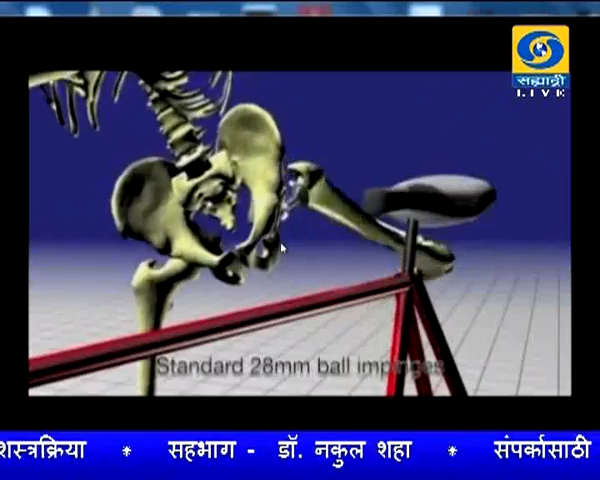 सह्याद्री
LIVE
Standard 28mm ball impinges
शस्त्रक्रिया * सहभाग - डॉ. नकुल शहा * संपर्कासाठी